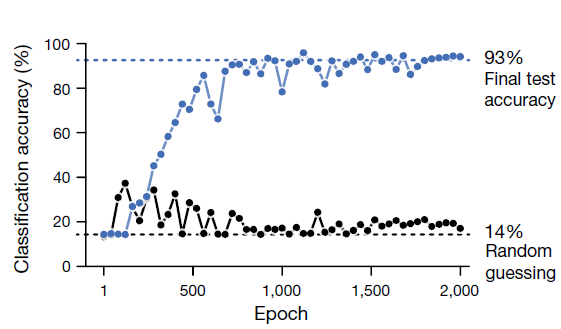 Classification accuracy (%)
100
80
60
40
20
0
93%
Final test
accuracy
14%
Random
guessing
1
500
1,000
1,500
2,000
Epoch